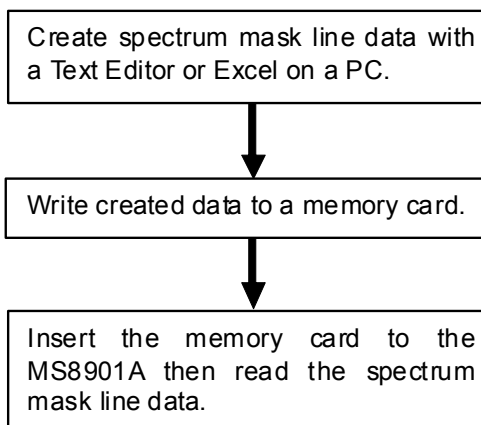 Create spectrum mask line data with
a Text Editor or Excel on a PC.
Write created data to a memory card.
Insert the memory card to the
MS8901A then read the spectrum
mask line data.